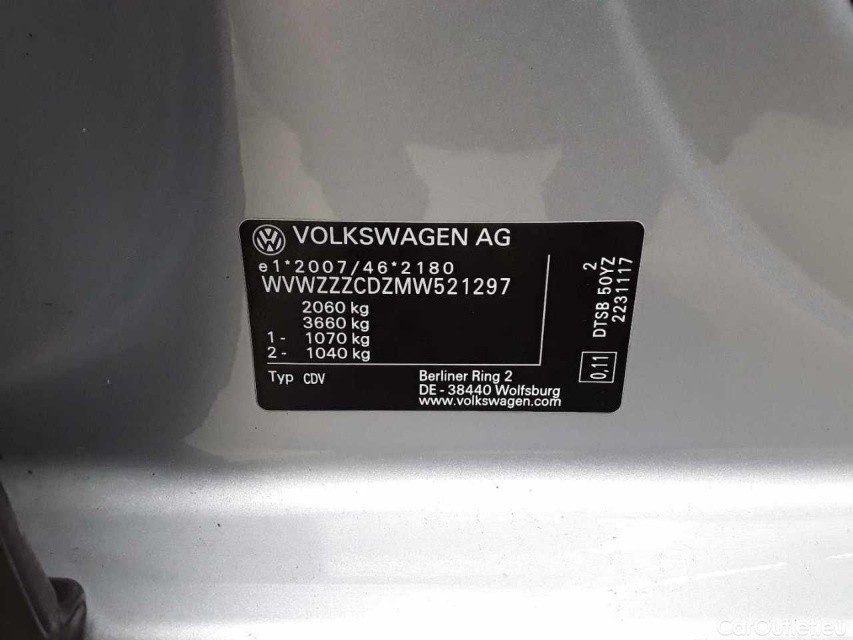 VOLKSWAGEN AG
e1*2007/46*2180
WVWZZZCDZMW521297
2060 kg
3660 kg
1- 1070 kg
2- 1040 kg
Typ CDV
Berliner Ring 2
DE - 38440 Wolfsburg
www.volkswagen.com
2
DTSB 50YZ
2231117
0,11
CarOutlet.eu